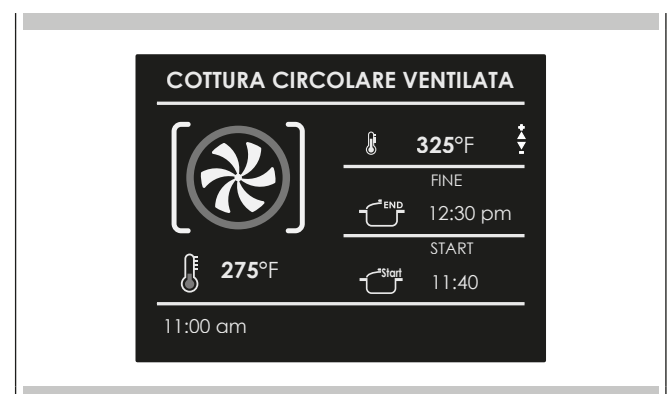 COTTURA CIRCOLARE VENTILATA
325°F
FINE
END
12:30 pm
START
Start
11:40
275°F
11:00 am